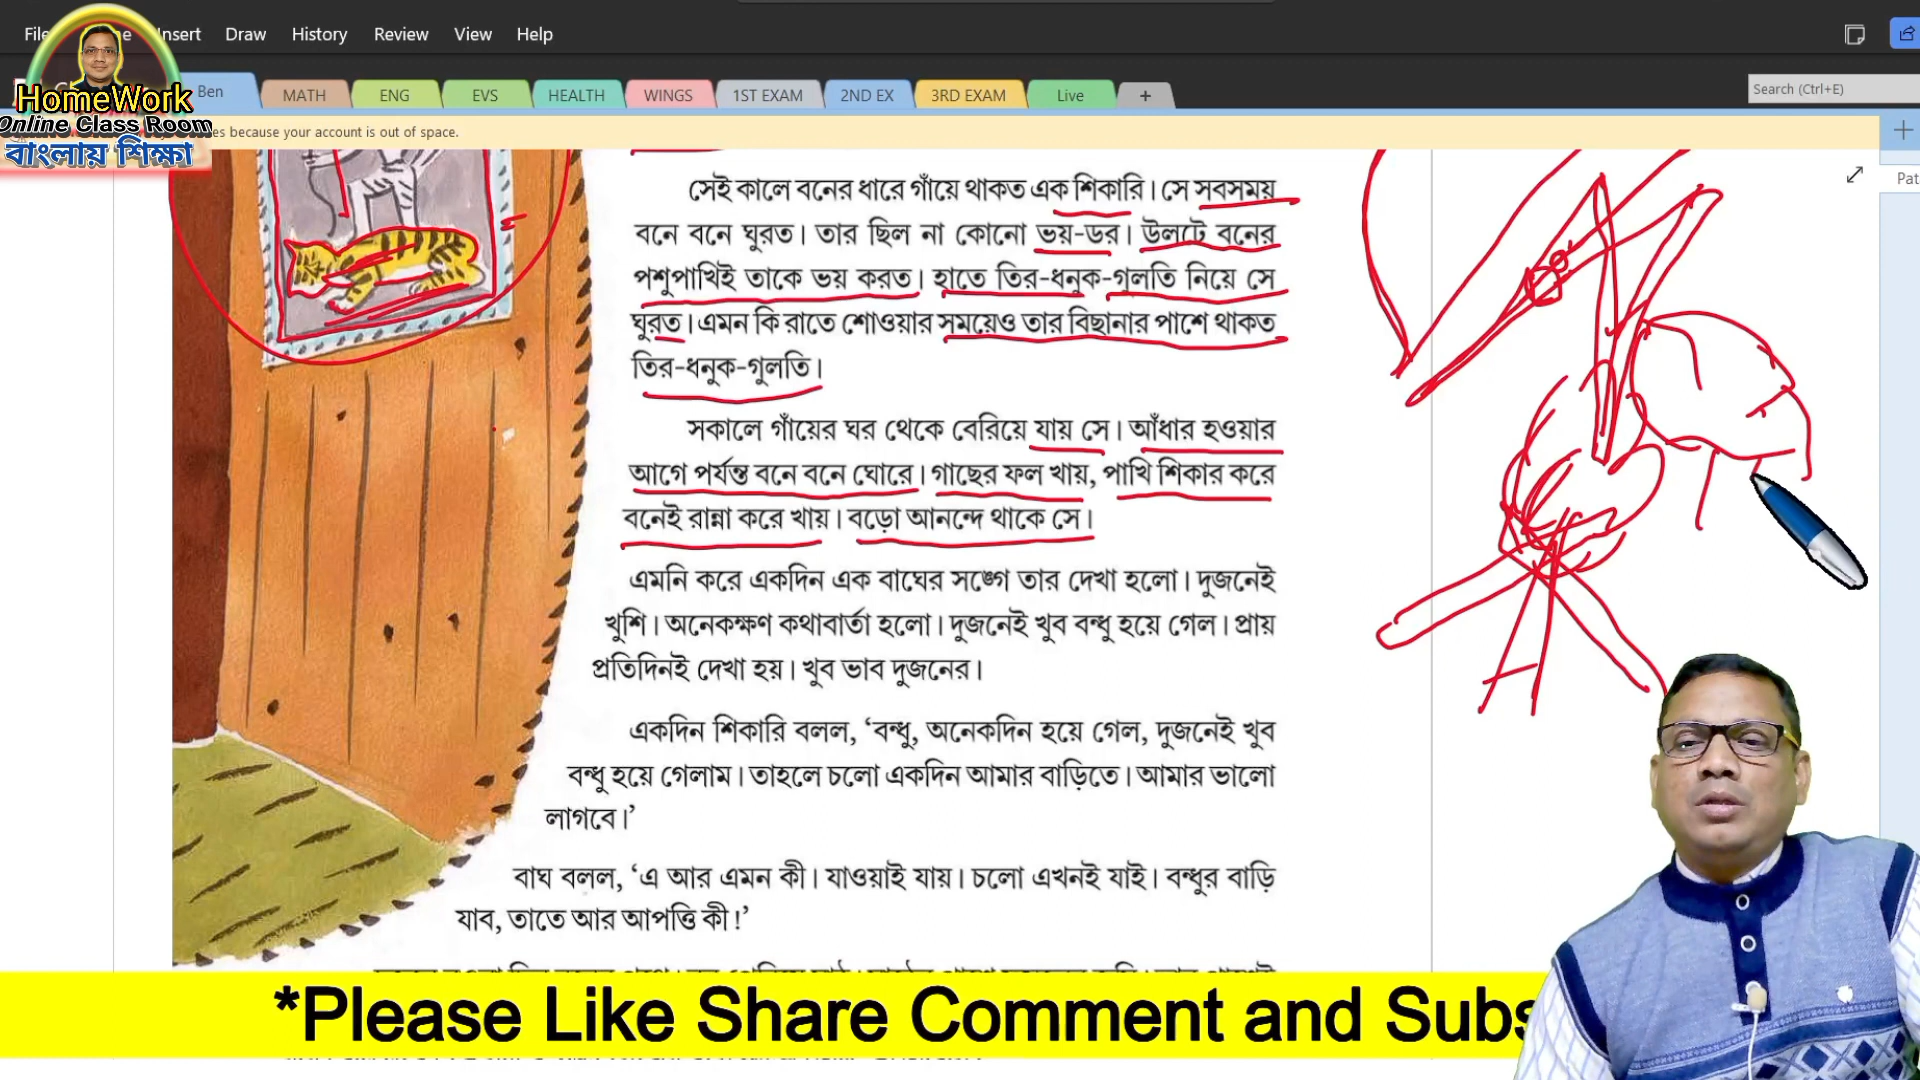 File Home Insert Draw History Review View Help
HomeWork
Online Class Room
বাংলায় শিক্ষা
Ben MATH ENG EVS HEALTH WINGS 1ST EXAM 2ND EX 3RD EXAM Live +
Search (Ctrl+E)
es because your account is out of space.
Pat
সেই কালে বনের ধারে গাঁয়ে থাকত এক শিকারি। সে সবসময়
বনে বনে ঘুরত। তার ছিল না কোনো ভয়-ডর। উলটে বনের
পশুপাখিই তাকে ভয় করত। হাতে তির-ধনুক-গুলতি নিয়ে সে
ঘুরত। এমন কি রাতে শোওয়ার সময়েও তার বিছানার পাশে থাকত
তির-ধনুক-গুলতি।
সকালে গাঁয়ের ঘর থেকে বেরিয়ে যায় সে। আঁধার হওয়ার
আগে পর্যন্ত বনে বনে ঘোরে। গাছের ফল খায়, পাখি শিকার করে
বনেই রান্না করে খায়। বড়ো আনন্দে থাকে সে।
এমনি করে একদিন এক বাঘের সঙ্গে তার দেখা হলো। দুজনেই
খুশি। অনেকক্ষণ কথাবার্তা হলো। দুজনেই খুব বন্ধু হয়ে গেল। প্রায়
প্রতিদিনই দেখা হয়। খুব ভাব দুজনের।
একদিন শিকারি বলল, ‘বন্ধু, অনেকদিন হয়ে গেল, দুজনেই খুব
বন্ধু হয়ে গেলাম। তাহলে চলো একদিন আমার বাড়িতে। আমার ভালো
লাগবে।’
বাঘ বলল, ‘এ আর এমন কী। যাওয়াই যায়। চলো এখনই যাই। বন্ধুর বাড়ি
যাব, তাতে আর আপত্তি কী!’
*Please Like Share Comment and Subs